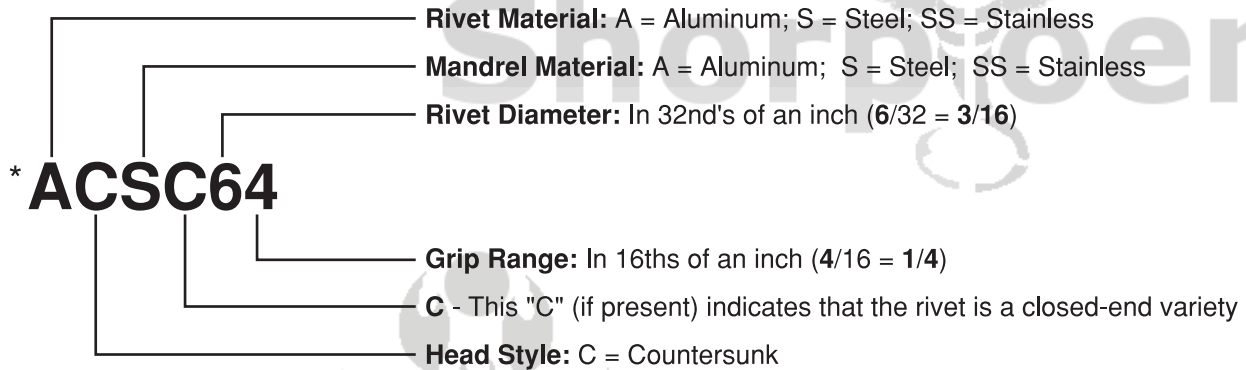 Rivet Material: A = Aluminum; S = Steel; SS = Stainless
Mandrel Material: A = Aluminum; S = Steel; SS = Stainless
Rivet Diameter: In 32nd's of an inch (6/32 = 3/16)
*ACSC64
Grip Range: In 16ths of an inch (4/16 = 1/4)
C - This "C" (if present) indicates that the rivet is a closed-end variety
Head Style: C = Countersunk